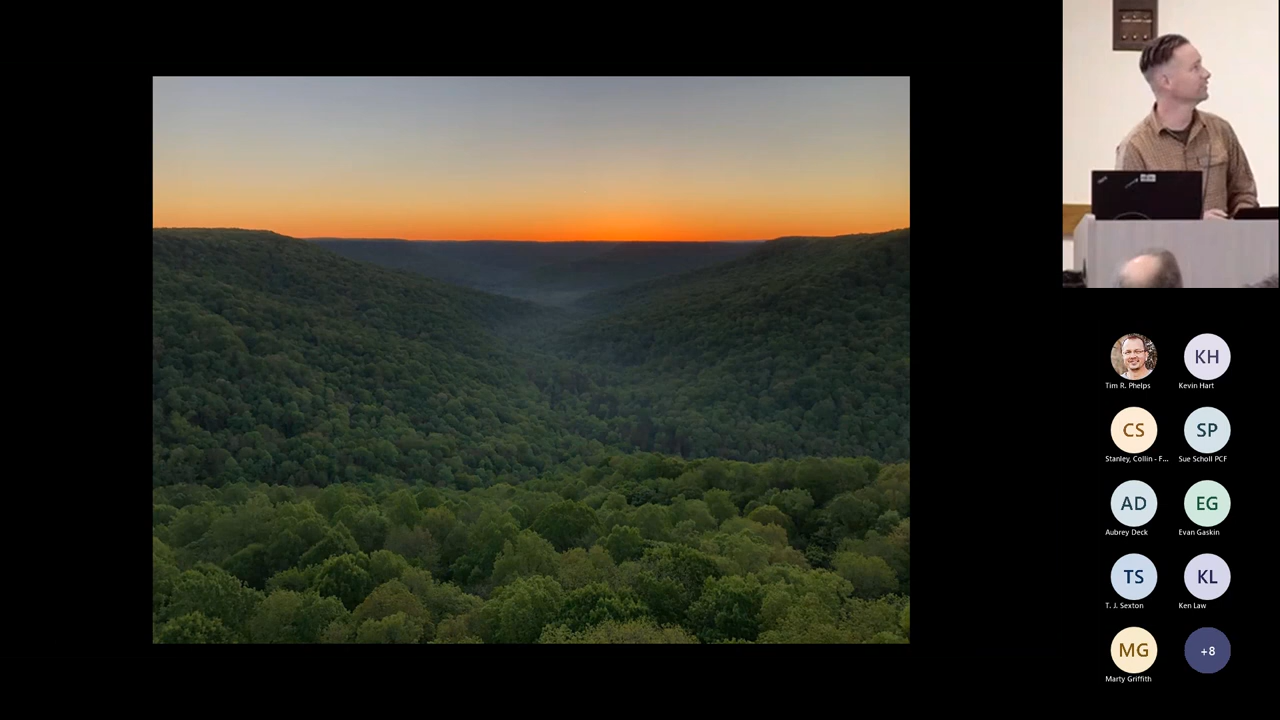 KH
Tim R. Phelps
Kevin Hart
CS
SP
Stanley, Collin - F...
Sue Scholl PCF
AD
EG
Aubrey Deck
Evan Gaskin
TS
KL
T. J. Sexton
Ken Law
MG
+8
Marty Griffith